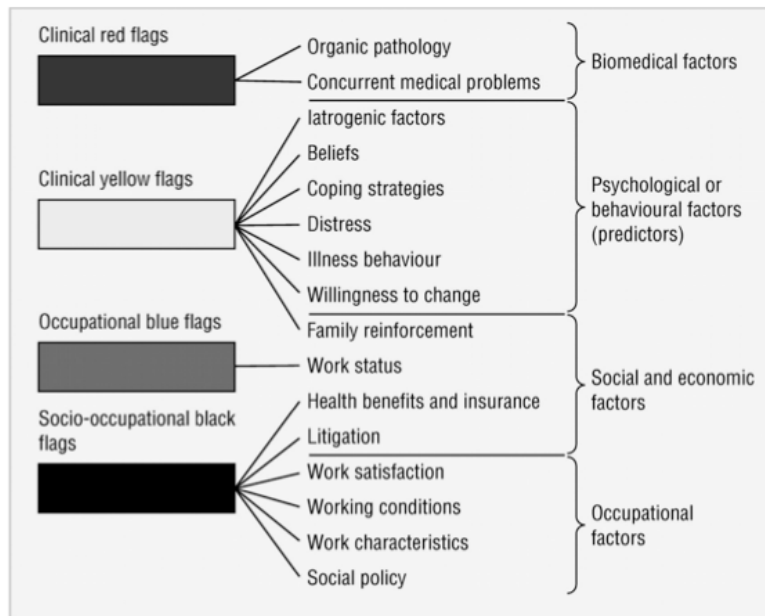 Clinical red flags
Organic pathology
Concurrent medical problems
Biomedical factors
Clinical yellow flags
Iatrogenic factors
Beliefs
Coping strategies
Distress
Illness behaviour
Willingness to change
Psychological or
behavioural factors
(predictors)
Occupational blue flags
Family reinforcement
Work status
Social and economic
factors
Socio-occupational black
flags
Health benefits and insurance
Litigation
Work satisfaction
Working conditions
Work characteristics
Social policy
Occupational
factors